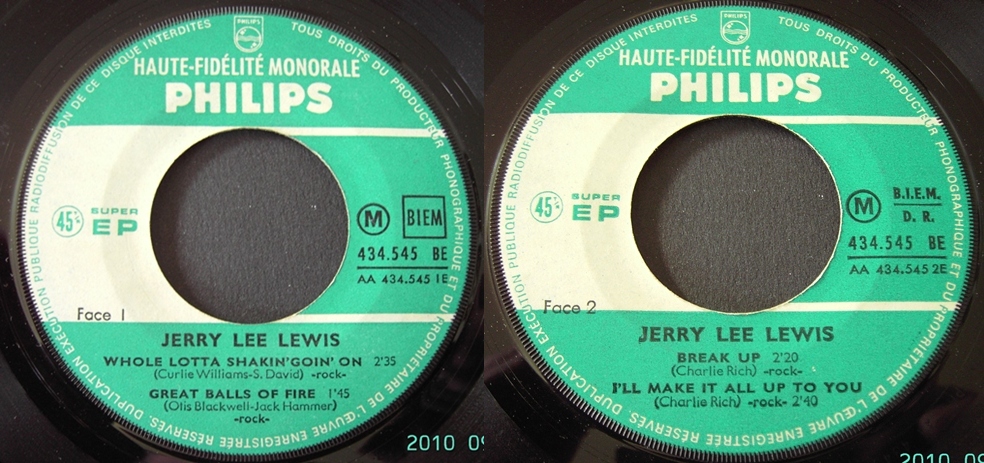 PHILIPS
TOUS DROITS DU PRODUCTEUR PHONOGRAPHIQUE ET DU PROPRIÉTAIRE DE L'ŒUVRE ENREGISTRÉE RÉSERVÉS. DUPLICATION EXÉCUTION PUBLIQUE RADIODIFFUSION DE CE DISQUE INTERDITES
HAUTE-FIDÉLITÉ MONORALE
PHILIPS
45 SUPER EP
M BIEM
434.545 BE
AA 434.545 1E
Face 1
JERRY LEE LEWIS
WHOLE LOTTA SHAKIN'GOIN' ON 2'35
(Curlie Williams-S. David) -rock-
GREAT BALLS OF FIRE 1'45
(Otis Blackwell-Jack Hammer)
-rock-
2010 09
PHILIPS
TOUS DROITS DU PRODUCTEUR PHONOGRAPHIQUE ET DU PROPRIÉTAIRE DE L'ŒUVRE ENREGISTRÉE RÉSERVÉS. DUPLICATION EXÉCUTION PUBLIQUE RADIODIFFUSION DE CE DISQUE INTERDITES
HAUTE-FIDÉLITÉ MONORALE
PHILIPS
45 SUPER EP
M B.I.E.M.
D. R.
434.545 BE
AA 434.545 2E
Face 2
JERRY LEE LEWIS
BREAK UP 2'20
(Charlie Rich) -rock-
I'LL MAKE IT ALL UP TO YOU
(Charlie Rich) -rock- 2'40
2010 09